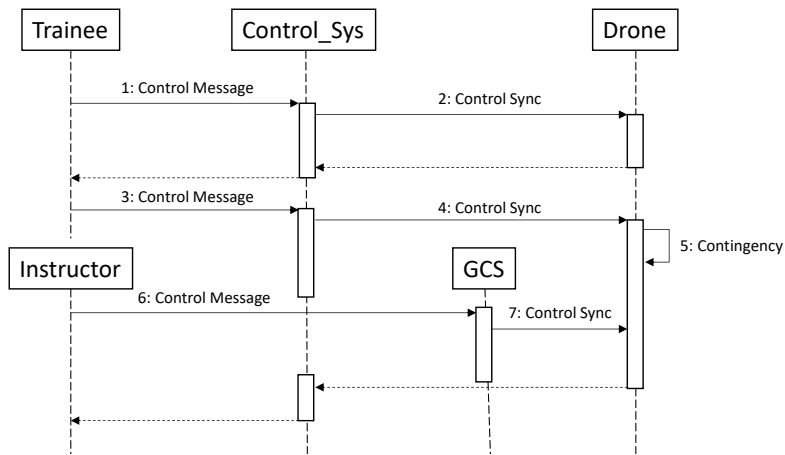 Trainee
Control_Sys
Drone
1: Control Message
2: Control Sync
3: Control Message
4: Control Sync
5: Contingency
Instructor
GCS
6: Control Message
7: Control Sync